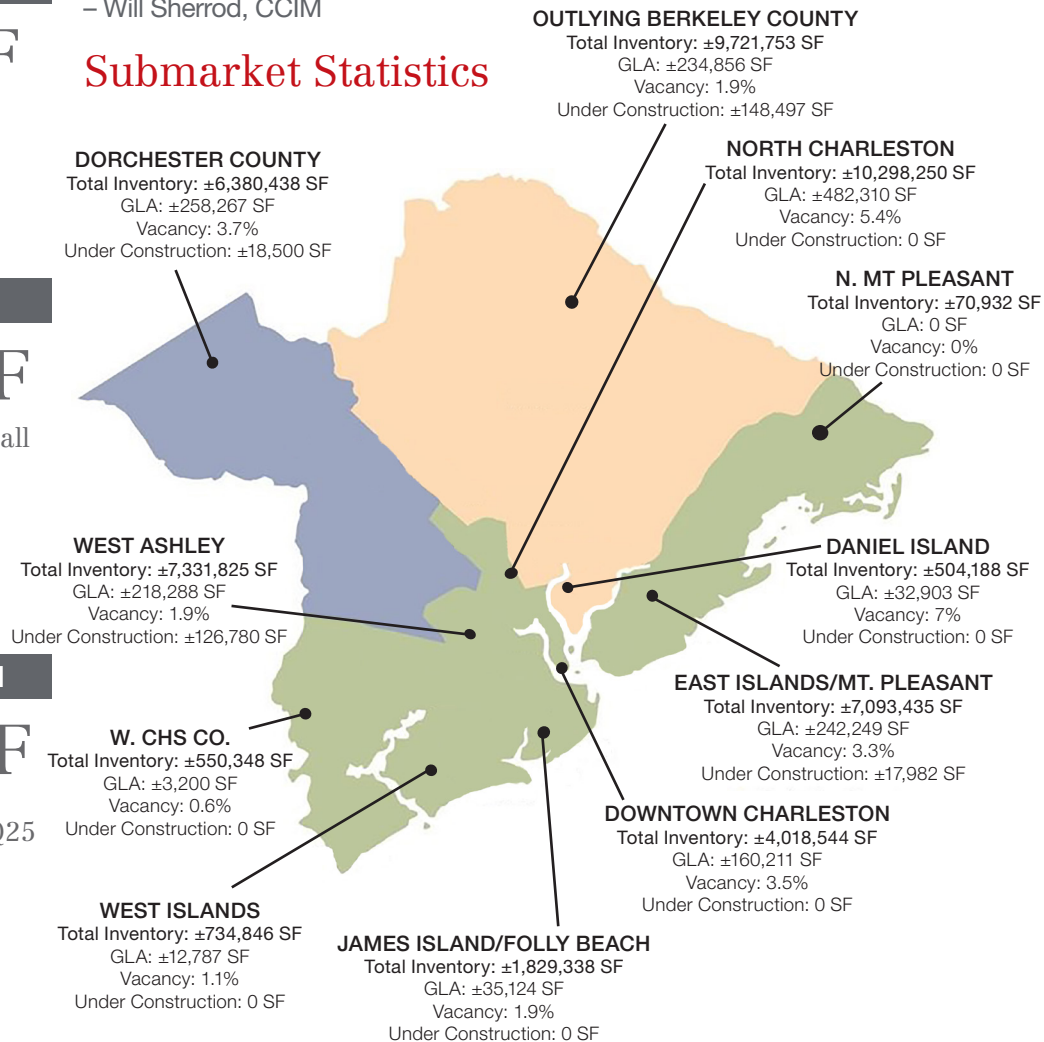 – Will Sherrod, CCIM
Submarket Statistics
F
F
all
F
Q25
OUTLYING BERKELEY COUNTY
Total Inventory: ±9,721,753 SF
GLA: ±234,856 SF
Vacancy: 1.9%
Under Construction: ±148,497 SF
DORCHESTER COUNTY
Total Inventory: ±6,380,438 SF
GLA: ±258,267 SF
Vacancy: 3.7%
Under Construction: ±18,500 SF
NORTH CHARLESTON
Total Inventory: ±10,298,250 SF
GLA: ±482,310 SF
Vacancy: 5.4%
Under Construction: 0 SF
N. MT PLEASANT
Total Inventory: ±70,932 SF
GLA: 0 SF
Vacancy: 0%
Under Construction: 0 SF
WEST ASHLEY
Total Inventory: ±7,331,825 SF
GLA: ±218,288 SF
Vacancy: 1.9%
Under Construction: ±126,780 SF
DANIEL ISLAND
Total Inventory: ±504,188 SF
GLA: ±32,903 SF
Vacancy: 7%
Under Construction: 0 SF
EAST ISLANDS/MT. PLEASANT
Total Inventory: ±7,093,435 SF
GLA: ±242,249 SF
Vacancy: 3.3%
Under Construction: ±17,982 SF
W. CHS CO.
Total Inventory: ±550,348 SF
GLA: ±3,200 SF
Vacancy: 0.6%
Under Construction: 0 SF
DOWNTOWN CHARLESTON
Total Inventory: ±4,018,544 SF
GLA: ±160,211 SF
Vacancy: 3.5%
Under Construction: 0 SF
WEST ISLANDS
Total Inventory: ±734,846 SF
GLA: ±12,787 SF
Vacancy: 1.1%
Under Construction: 0 SF
JAMES ISLAND/FOLLY BEACH
Total Inventory: ±1,829,338 SF
GLA: ±35,124 SF
Vacancy: 1.9%
Under Construction: 0 SF